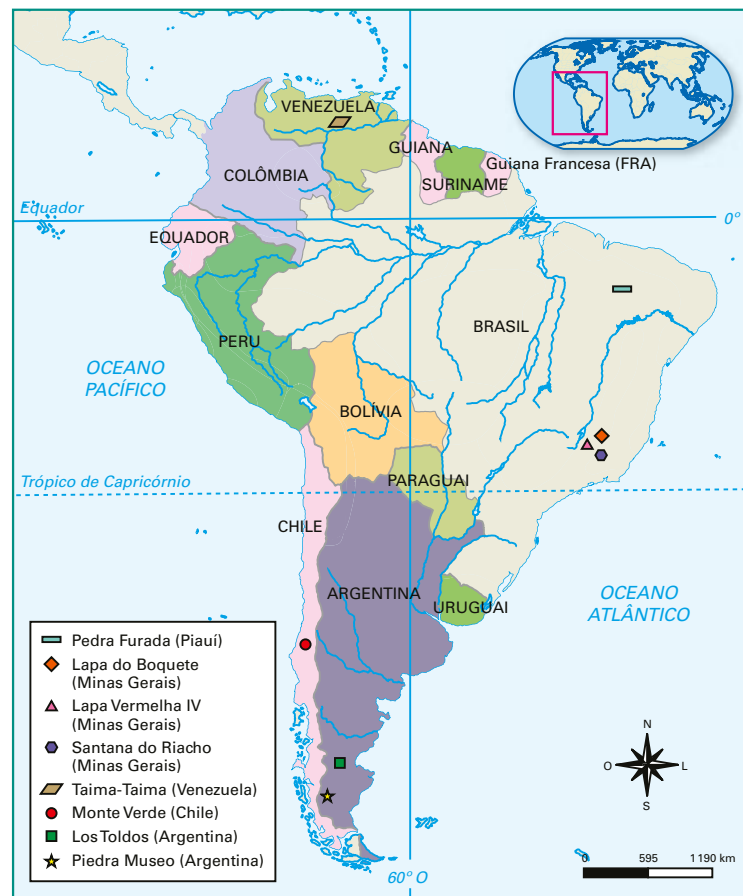 VENEZUELA
GUIANA
Guiana Francesa (FRA)
COLÔMBIA
SURINAME
Equador
0º
EQUADOR
BRASIL
PERU
OCEANO
PACÍFICO
BOLÍVIA
Trópico de Capricórnio
PARAGUAI
CHILE
ARGENTINA
OCEANO
ATLÂNTICO
URUGUAI
Pedra Furada (Piauí)
Lapa do Boquete
(Minas Gerais)
Lapa Vermelha IV
(Minas Gerais)
Santana do Riacho
(Minas Gerais)
Taima-Taima (Venezuela)
Monte Verde (Chile)
Los Toldos (Argentina)
Piedra Museo (Argentina)
N
O L
S
0 595 1 190 km
60º O